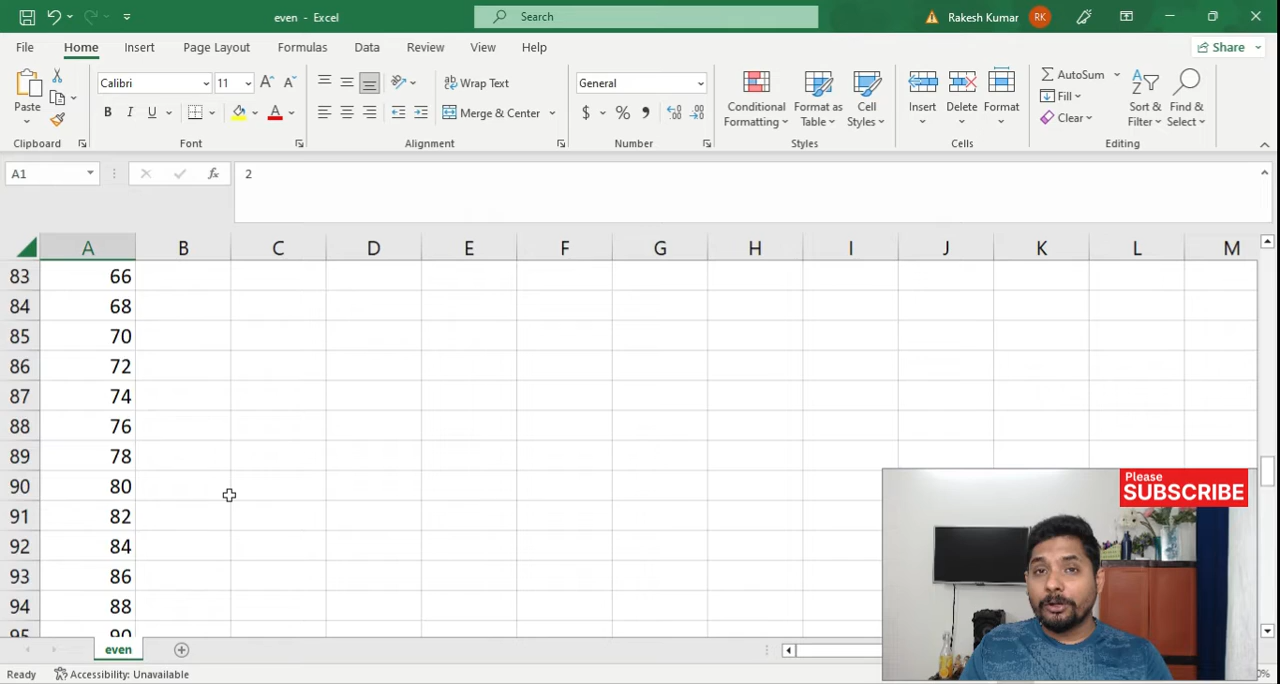 even - Excel
Search
Rakesh Kumar RK
File Home Insert Page Layout Formulas Data Review View Help
Share
Paste
Calibri 11
Wrap Text
General
Conditional Formatting
Format as Table
Cell Styles
Insert Delete Format
AutoSum
Fill
Clear
Sort & Filter
Find & Select
B I U
Merge & Center
$ % ,
Clipboard Font Alignment Number Styles Cells Editing
A1 fx 2
A B C D E F G H I J K L M
83 66
84 68
85 70
86 72
87 74
88 76
89 78
90 80
91 82
92 84
93 86
94 88
95 90
Please
SUBSCRIBE
even
Ready Accessibility: Unavailable